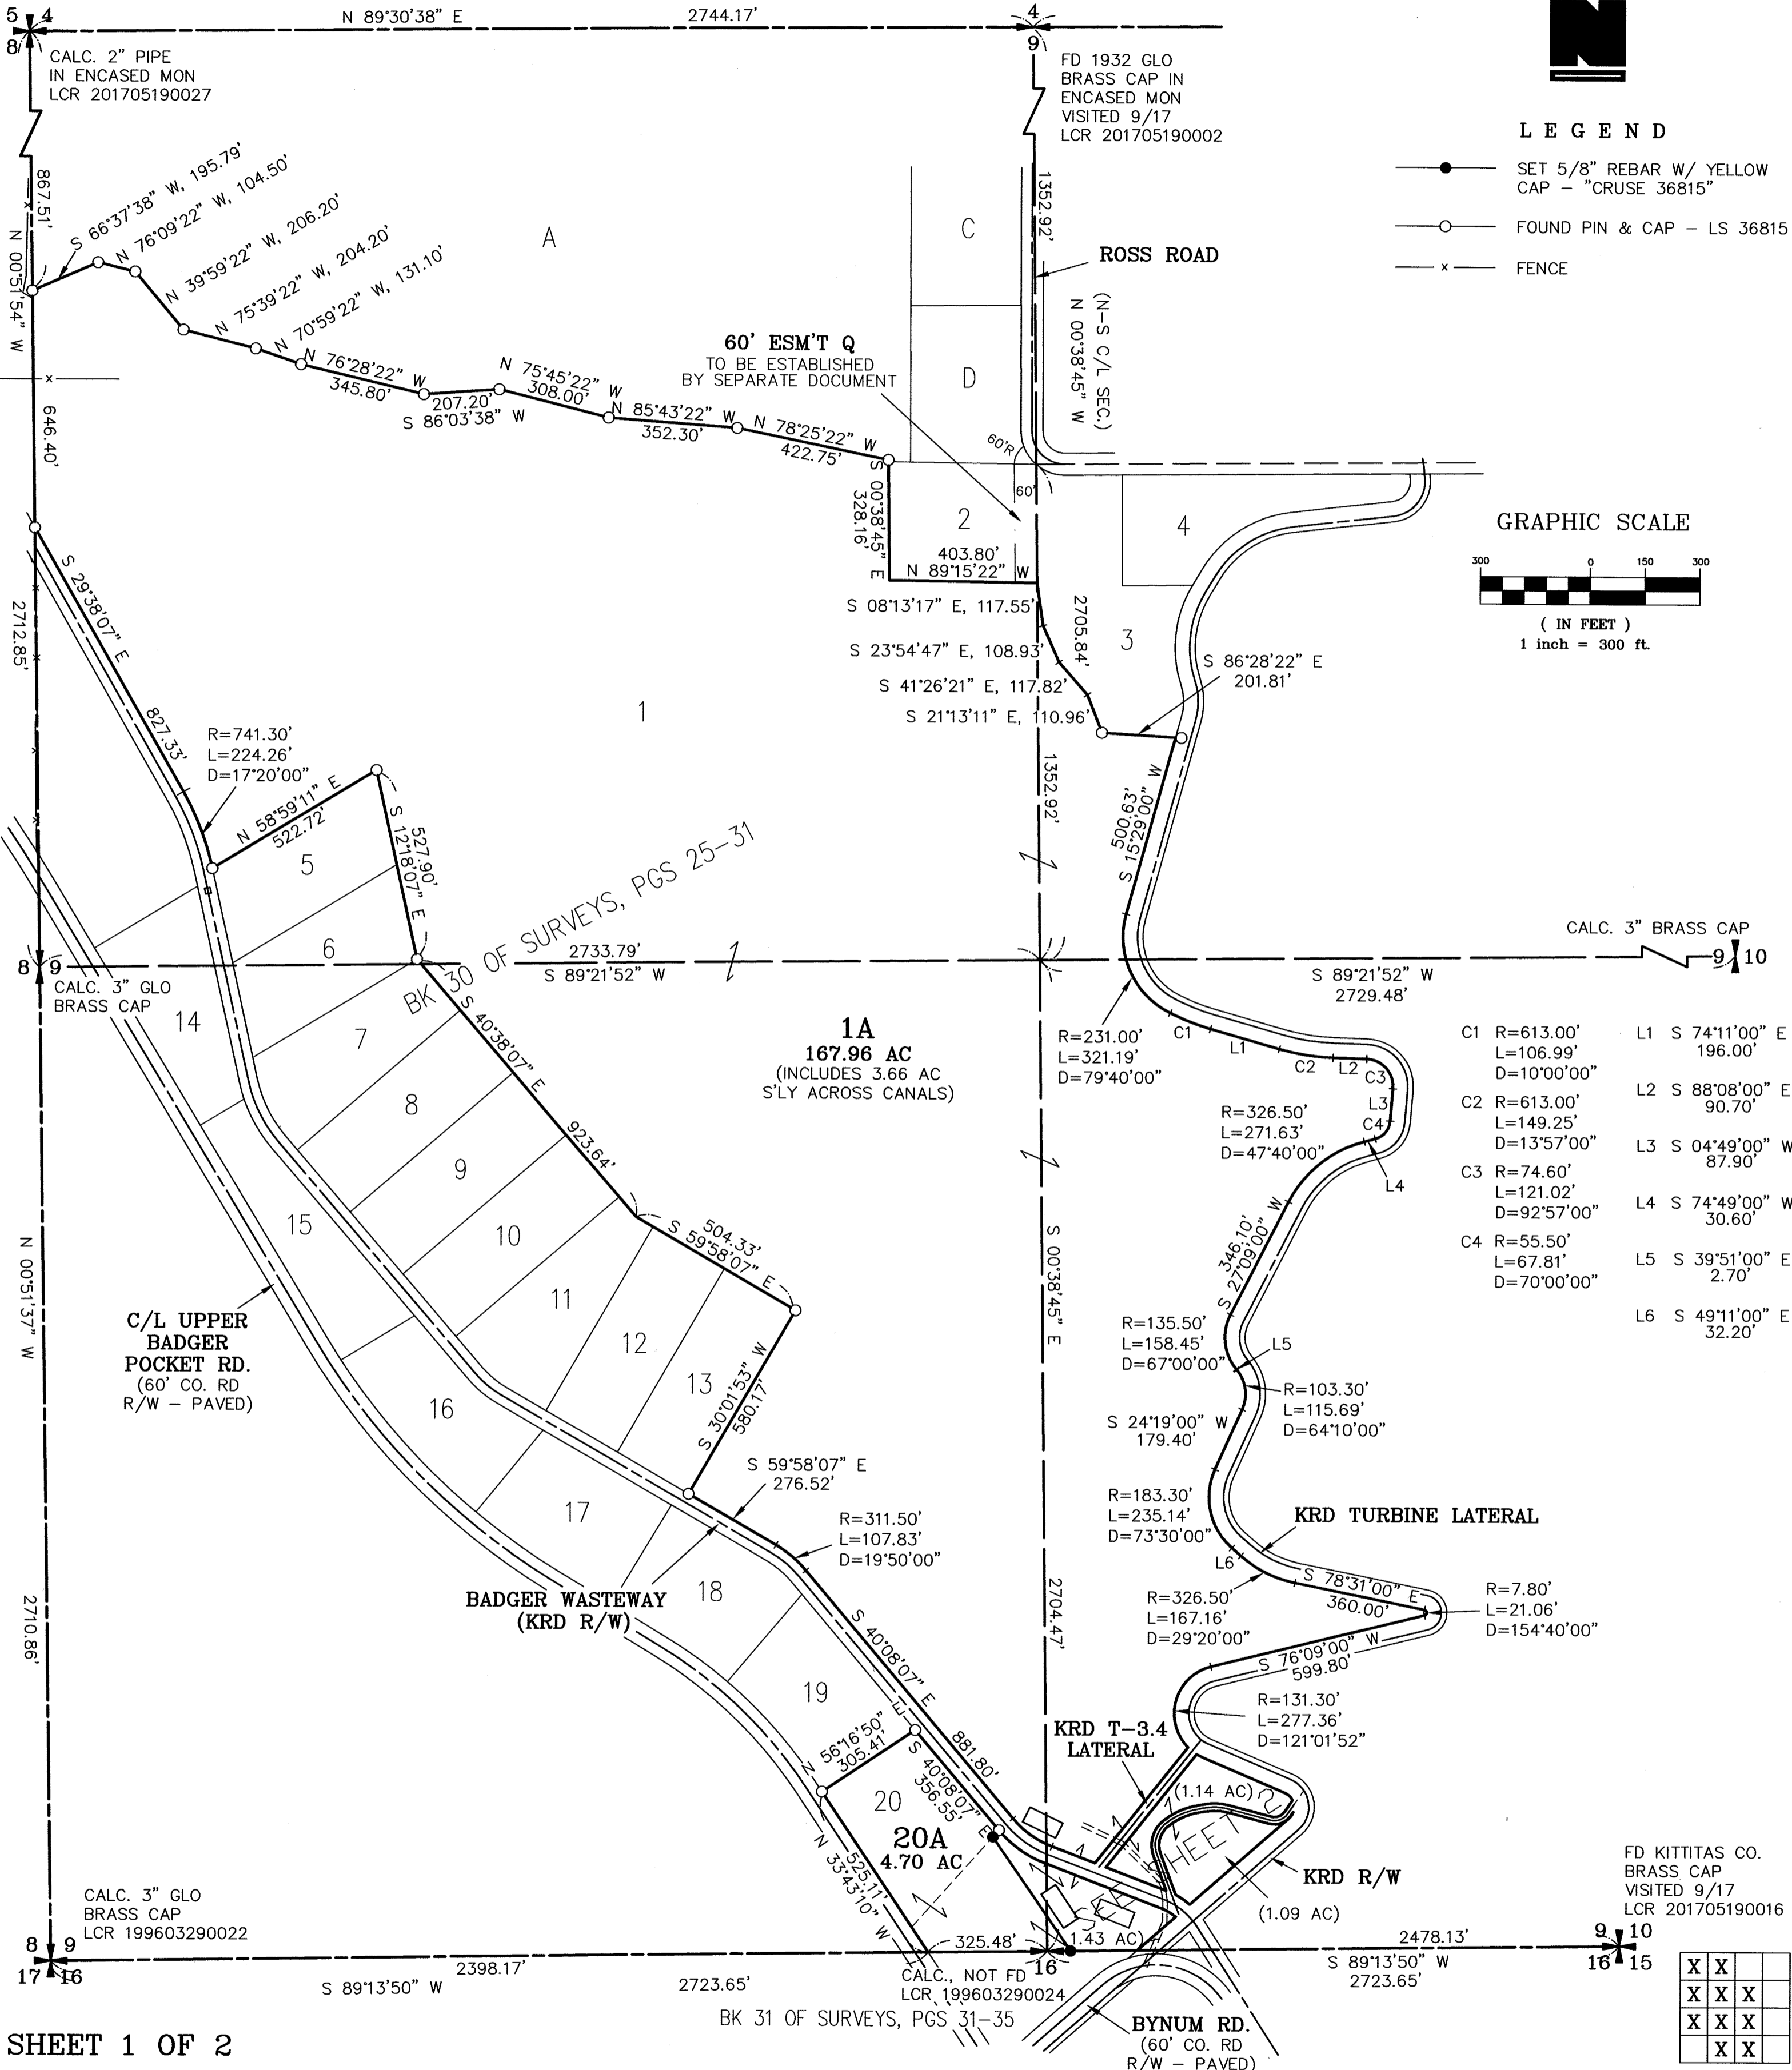 5 4
8
N 89°30'38" E
2744.17'
4
9
CALC. 2" PIPE
IN ENCASED MON
LCR 201705190027
FD 1932 GLO
BRASS CAP IN
ENCASED MON
VISITED 9/17
LCR 201705190002
N
LEGEND
SET 5/8" REBAR W/ YELLOW
CAP – "CRUSE 36815"
FOUND PIN & CAP – LS 36815
x FENCE
867.51'
N 00°51'54" W
S 66°37'38" W, 195.79'
N 76°09'22" W, 104.50'
N 39°59'22" W, 206.20'
N 75°39'22" W, 204.20'
N 70°59'22" W, 131.10'
N 76°28'22" W
345.80'
207.20'
S 86°03'38" W
N 75°45'22" W
308.00'
N 85°43'22" W
352.30'
N 78°25'22" W
422.75'
A
C
D
1352.92'
ROSS ROAD
(N–S C/L SEC.)
N 00°38'45" W
60' ESM'T Q
TO BE ESTABLISHED
BY SEPARATE DOCUMENT
60'R
60'
646.40'
S 00°38'45" E
328.16'
2
403.80'
N 89°15'22" W
4
3
GRAPHIC SCALE
300 0 150 300
( IN FEET )
1 inch = 300 ft.
S 08°13'17" E, 117.55'
S 23°54'47" E, 108.93'
S 41°26'21" E, 117.82'
S 21°13'11" E, 110.96'
2705.84'
S 86°28'22" E
201.81'
2712.85'
S 29°38'07" E
827.33'
R=741.30'
L=224.26'
D=17°20'00"
1
N 58°59'11" E
522.72'
527.90'
S 12°18'07" E
1352.92'
500.63'
S 15°29'00" W
5
6
BK 30 OF SURVEYS, PGS 25–31
2733.79'
S 89°21'52" W
CALC. 3" BRASS CAP
9 10
S 89°21'52" W
2729.48'
8 9
CALC. 3" GLO
BRASS CAP
14
7
8
9
10
11
12
13
15
16
17
18
19
S 40°38'07" E
923.64'
1A
167.96 AC
(INCLUDES 3.66 AC
S'LY ACROSS CANALS)
R=231.00'
L=321.19'
D=79°40'00"
C1
L1
C2
L2
C3
L3
C4
L4
C1 R=613.00'
L=106.99'
D=10°00'00"
C2 R=613.00'
L=149.25'
D=13°57'00"
C3 R=74.60'
L=121.02'
D=92°57'00"
C4 R=55.50'
L=67.81'
D=70°00'00"
L1 S 74°11'00" E
196.00'
L2 S 88°08'00" E
90.70'
L3 S 04°49'00" W
87.90'
L4 S 74°49'00" W
30.60'
L5 S 39°51'00" E
2.70'
L6 S 49°11'00" E
32.20'
R=326.50'
L=271.63'
D=47°40'00"
346.10'
S 27°09'00" W
504.33'
S 59°58'07" E
N 00°51'37" W
S 00°38'45" E
C/L UPPER
BADGER
POCKET RD.
(60' CO. RD
R/W – PAVED)
R=135.50'
L=158.45'
D=67°00'00"
L5
R=103.30'
L=115.69'
D=64°10'00"
S 24°19'00" W
179.40'
S 30°01'53" W
580.17'
S 59°58'07" E
276.52'
R=311.50'
L=107.83'
D=19°50'00"
R=183.30'
L=235.14'
D=73°30'00"
L6
KRD TURBINE LATERAL
S 78°31'00" E
360.00'
R=7.80'
L=21.06'
D=154°40'00"
BADGER WASTEWAY
(KRD R/W)
2710.86'
2704.47'
R=326.50'
L=167.16'
D=29°20'00"
S 76°09'00" W
599.80'
S 40°08'07" E
881.80'
R=131.30'
L=277.36'
D=121°01'52"
KRD T–3.4
LATERAL
N 56°16'50" E
305.41'
S 40°08'07" E
356.55'
20
20A
4.70 AC
525.11'
N 33°43'10" W
(1.14 AC)
SEE SHEET 2
KRD R/W
(1.09 AC)
(1.43 AC)
FD KITTITAS CO.
BRASS CAP
VISITED 9/17
LCR 201705190016
CALC. 3" GLO
BRASS CAP
LCR 199603290022
8 9
17 16
2398.17'
S 89°13'50" W
2723.65'
325.48'
16
CALC., NOT FD
LCR 199603290024
2478.13'
S 89°13'50" W
2723.65'
9 10
16 15
BK 31 OF SURVEYS, PGS 31–35
BYNUM RD.
(60' CO. RD
R/W – PAVED)
X X
X X X
X X X
X X
SHEET 1 OF 2